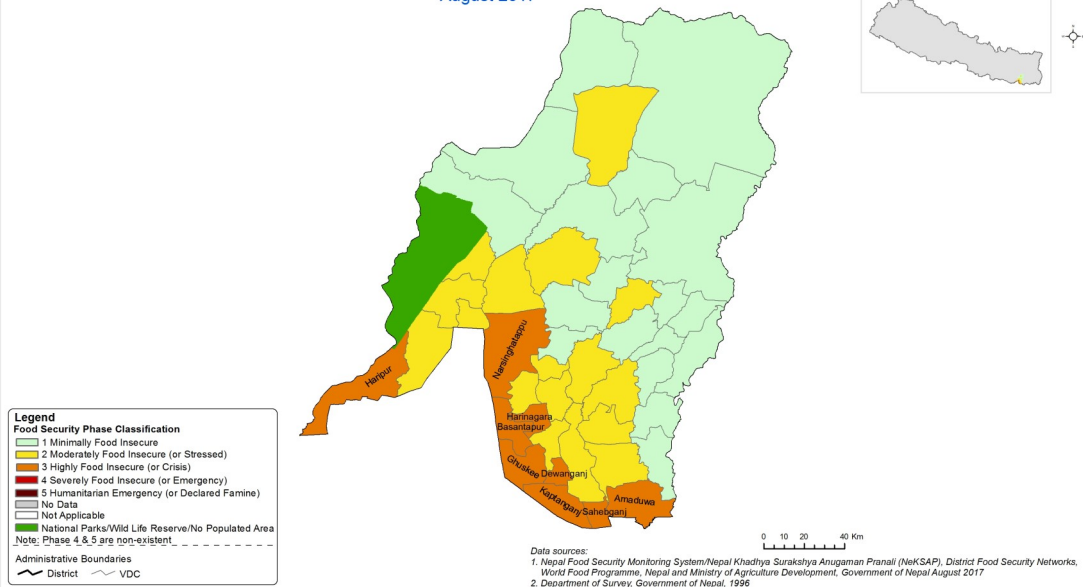 August 2017
Narsinghatappu
Haripur
Harinagara
Basantapur
Ghuskee
Dewanganj
Kaptanganj
Sahebganj
Amaduwa
Legend
Food Security Phase Classification
1 Minimally Food Insecure
2 Moderately Food Insecure (or Stressed)
3 Highly Food Insecure (or Crisis)
4 Severely Food Insecure (or Emergency)
5 Humanitarian Emergency (or Declared Famine)
No Data
Not Applicable
National Parks/Wild Life Reserve/No Populated Area
Note: Phase 4 & 5 are non-existent
Administrative Boundaries
District VDC
0 10 20 40 Km
Data sources:
1. Nepal Food Security Monitoring System/Nepal Khadhya Surakshya Anugaman Pranali (NeKSAP), District Food Security Networks,
World Food Programme, Nepal and Ministry of Agriculture Development, Government of Nepal August 2017
2. Department of Survey, Government of Nepal, 1996